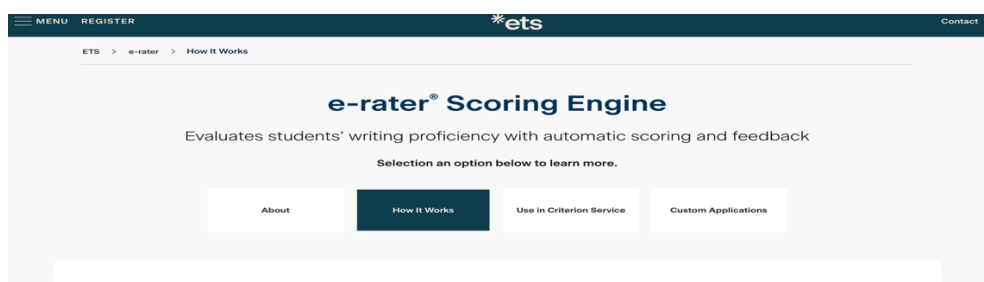 MENU REGISTER *ets Contact
ETS > e-rater > How It Works
e-rater® Scoring Engine
Evaluates students' writing proficiency with automatic scoring and feedback
Selection an option below to learn more.
About How It Works Use in Criterion Service Custom Applications